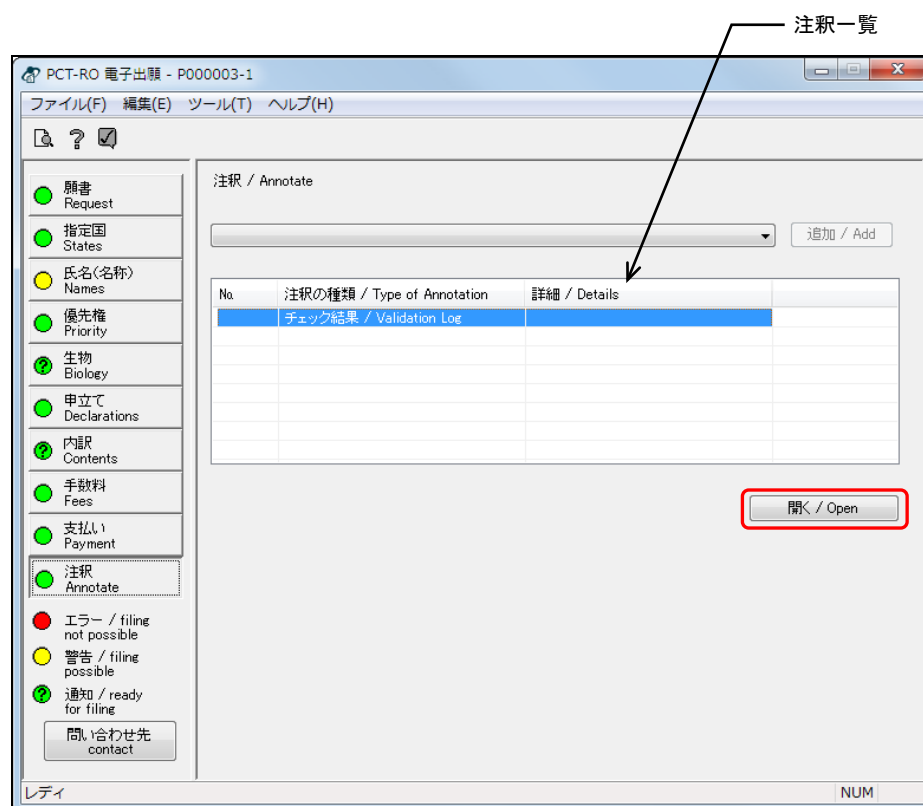 注釈一覧
PCT-RO 電子出願 - P000003-1
ファイル(F) 編集(E) ツール(T) ヘルプ(H)
願書
Request
指定国
States
氏名(名称)
Names
優先権
Priority
生物
Biology
申立て
Declarations
内訳
Contents
手数料
Fees
支払い
Payment
注釈
Annotate
エラー / filing
not possible
警告 / filing
possible
通知 / ready
for filing
問い合わせ先
contact
注釈 / Annotate
追加 / Add
No. 注釈の種類 / Type of Annotation 詳細 / Details
チェック結果 / Validation Log
開く / Open
レディ NUM